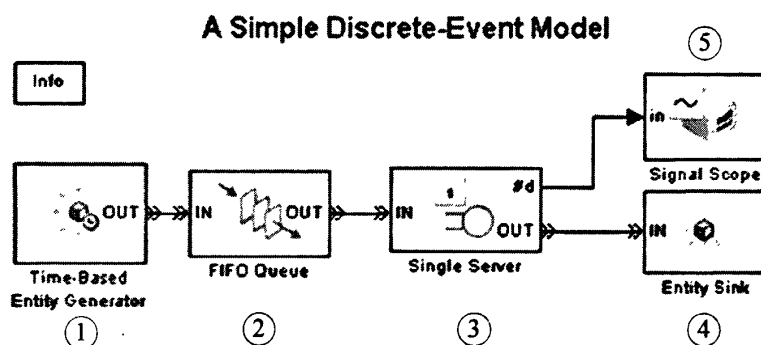 A Simple Discrete-Event Model
⑤
Info
in
Signal Scope
OUT
Time-Based
Entity Generator
①
IN
OUT
FIFO Queue
②
IN
#d
OUT
Single Server
③
IN
Entity Sink
④